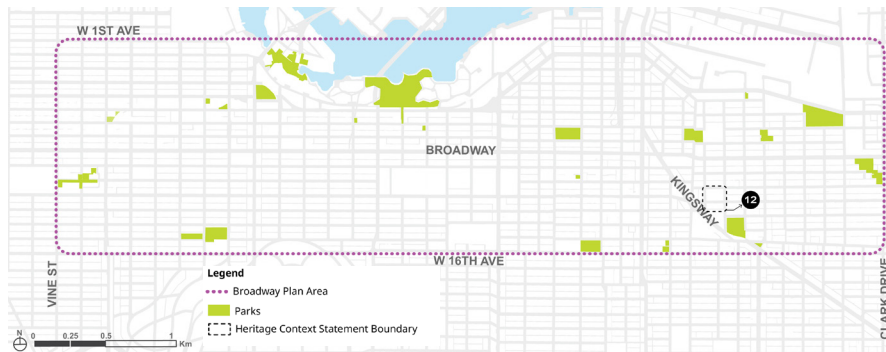 W 1ST AVE
BROADWAY
KINGSWAY
12
W 16TH AVE
VINE ST
CLARK DRIVE
Legend
Broadway Plan Area
Parks
Heritage Context Statement Boundary
N
0 0.25 0.5 1
Km